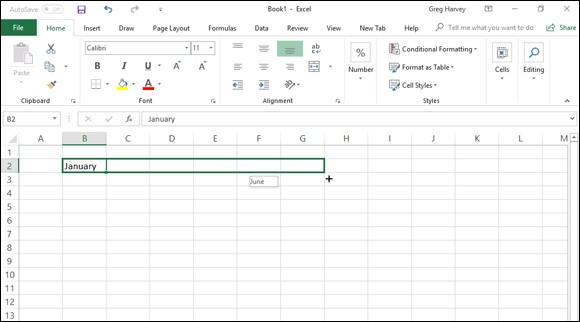 AutoSave Off Book1 - Excel Greg Harvey
File Home Insert Draw Page Layout Formulas Data Review View New Tab Help Tell me what you want to do Share
Paste Calibri 11 A A ab % Conditional Formatting Cells Editing
B I U A Number Format as Table
Cell Styles
Clipboard Font Alignment Styles
B2 fx January
A B C D E F G H I J K L M
1
2 January
3 June
4
5
6
7
8
9
10
11
12
13